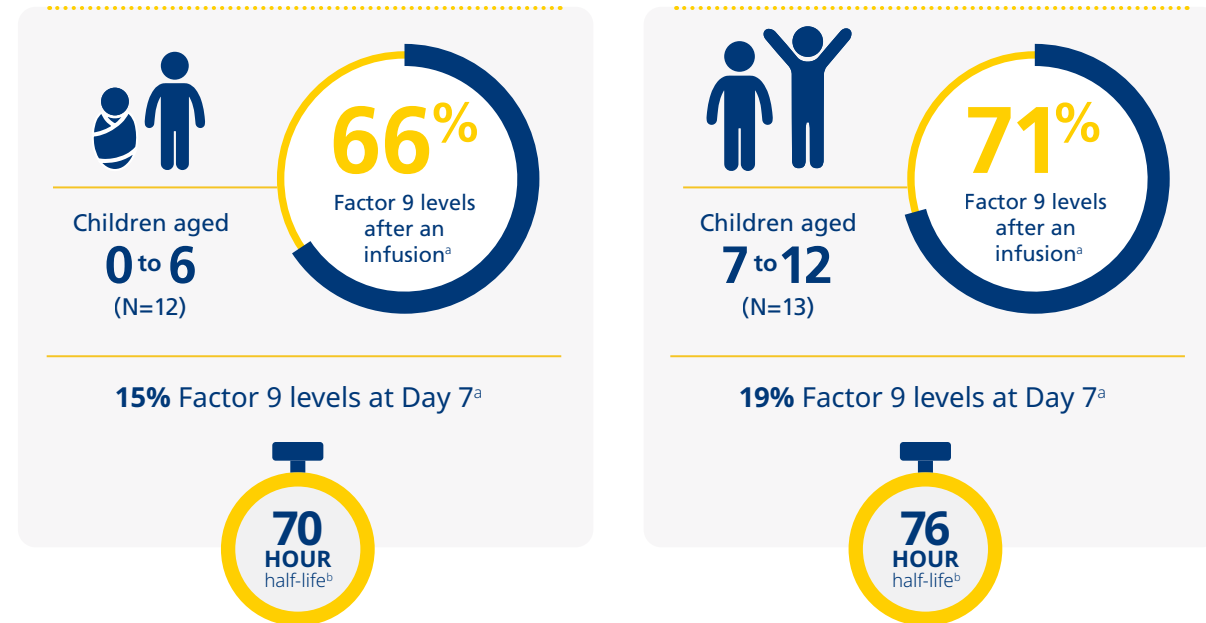 66%
Factor 9 levels
after an
infusionª
Children aged
0 to 6
(N=12)
15% Factor 9 levels at Day 7ª
70
HOUR
half-lifeᵇ
71%
Factor 9 levels
after an
infusionª
Children aged
7 to 12
(N=13)
19% Factor 9 levels at Day 7ª
76
HOUR
half-lifeᵇ